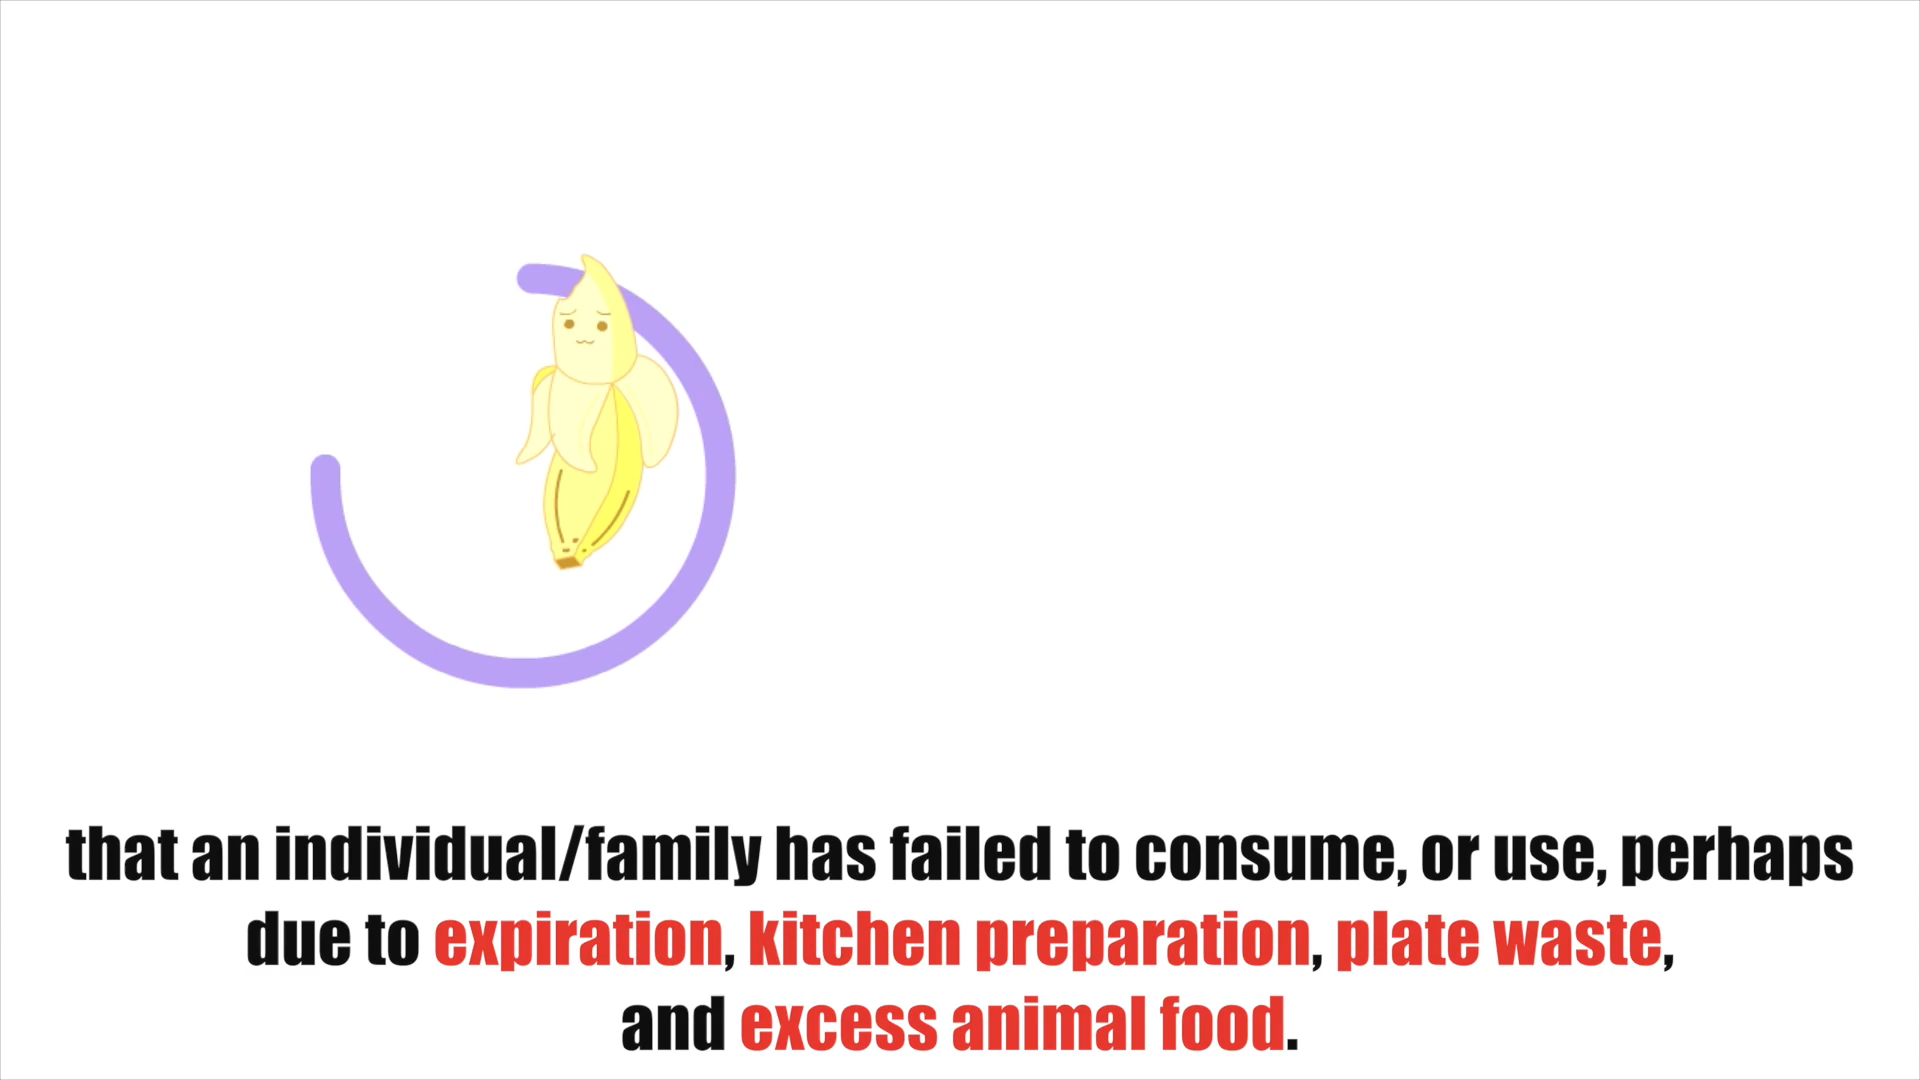 that an individual/family has failed to consume, or use, perhaps
due to expiration, kitchen preparation, plate waste,
and excess animal food.